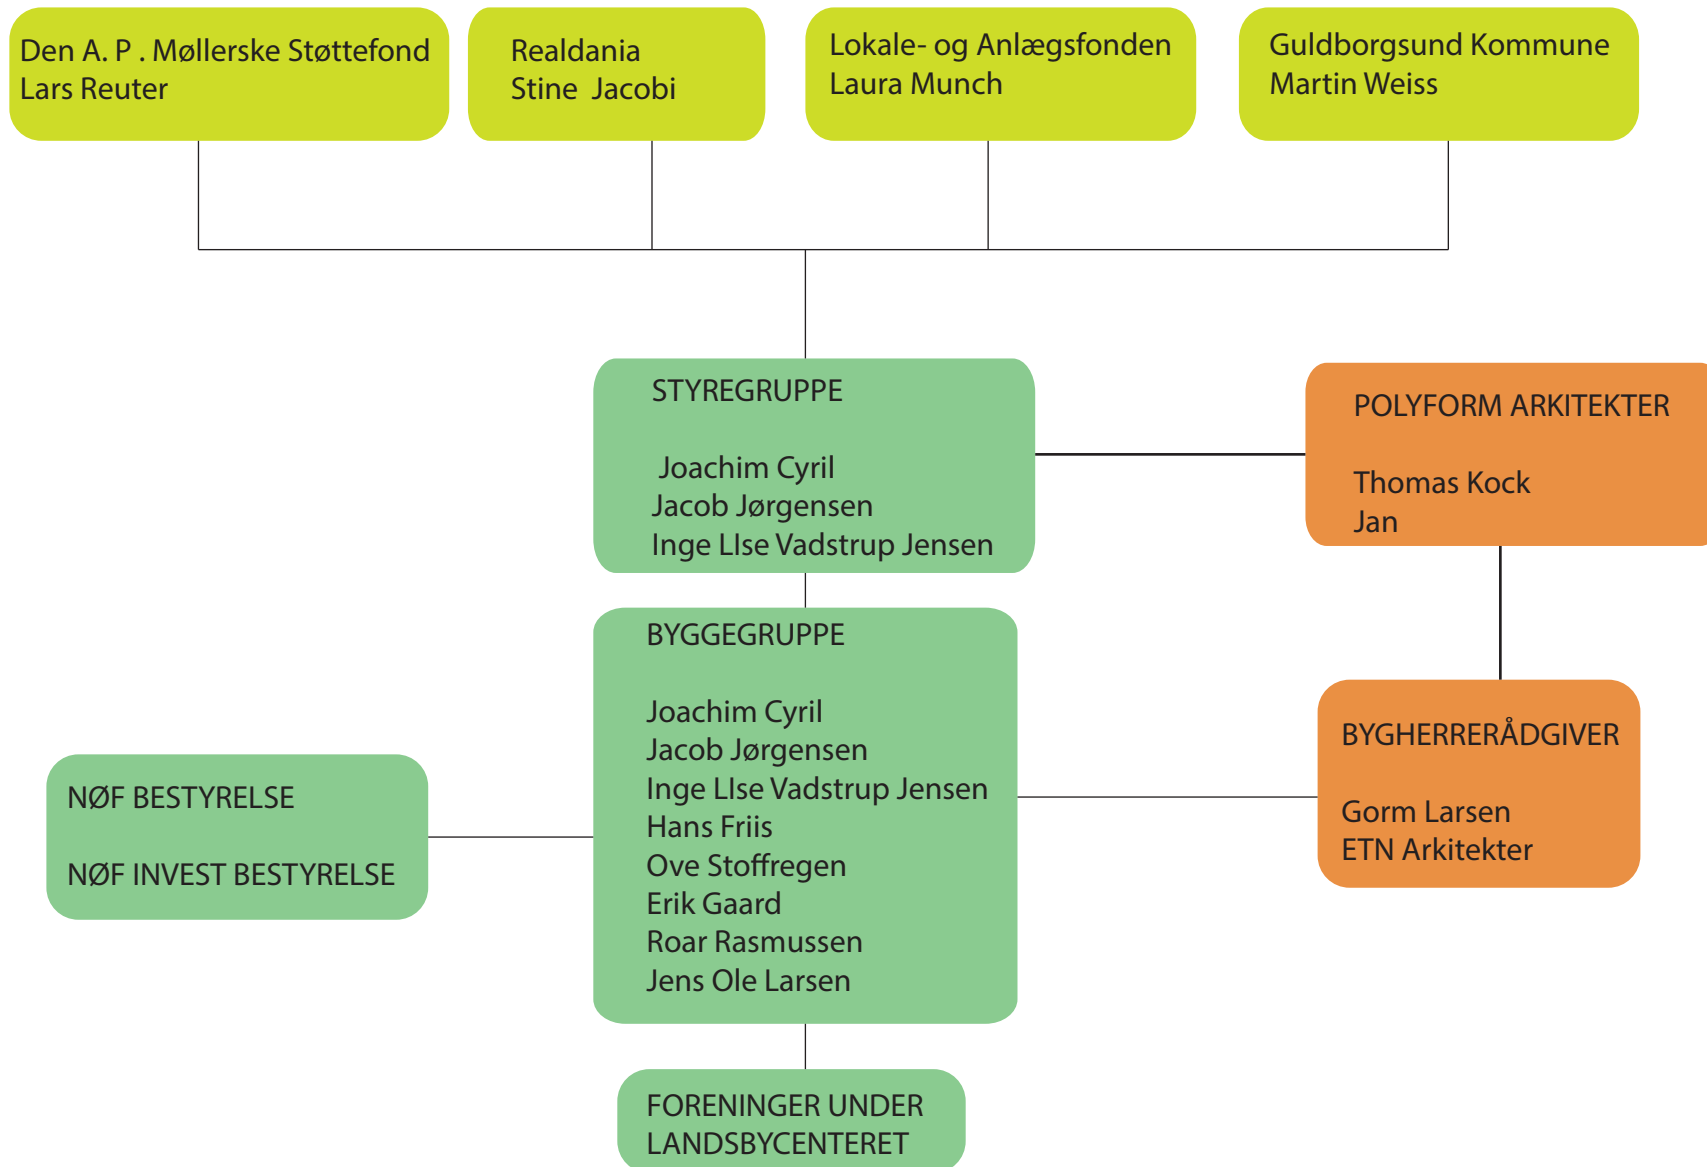 Den A. P . Møllerske Støttefond
Lars Reuter
Realdania
Stine Jacobi
Lokale- og Anlægsfonden
Laura Munch
Guldborgsund Kommune
Martin Weiss
STYREGRUPPE
Joachim Cyril
Jacob Jørgensen
Inge LIse Vadstrup Jensen
POLYFORM ARKITEKTER
Thomas Kock
Jan
BYGGEGRUPPE
Joachim Cyril
Jacob Jørgensen
Inge LIse Vadstrup Jensen
Hans Friis
Ove Stoffregen
Erik Gaard
Roar Rasmussen
Jens Ole Larsen
BYGHERRERÅDGIVER
Gorm Larsen
ETN Arkitekter
NØF BESTYRELSE
NØF INVEST BESTYRELSE
FORENINGER UNDER
LANDSBYCENTERET